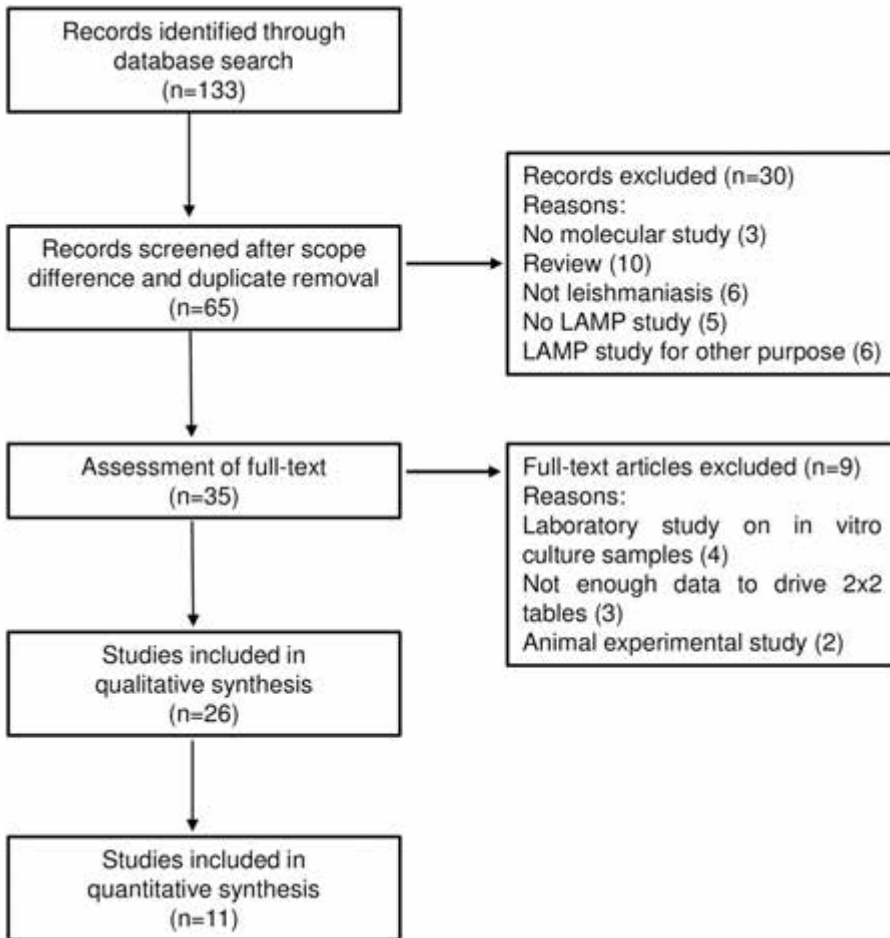 Records identified through
database search
(n=133)
Records screened after scope
difference and duplicate removal
(n=65)
Records excluded (n=30)
Reasons:
No molecular study (3)
Review (10)
Not leishmaniasis (6)
No LAMP study (5)
LAMP study for other purpose (6)
Assessment of full-text
(n=35)
Full-text articles excluded (n=9)
Reasons:
Laboratory study on in vitro
culture samples (4)
Not enough data to drive 2x2
tables (3)
Animal experimental study (2)
Studies included in
qualitative synthesis
(n=26)
Studies included in
quantitative synthesis
(n=11)